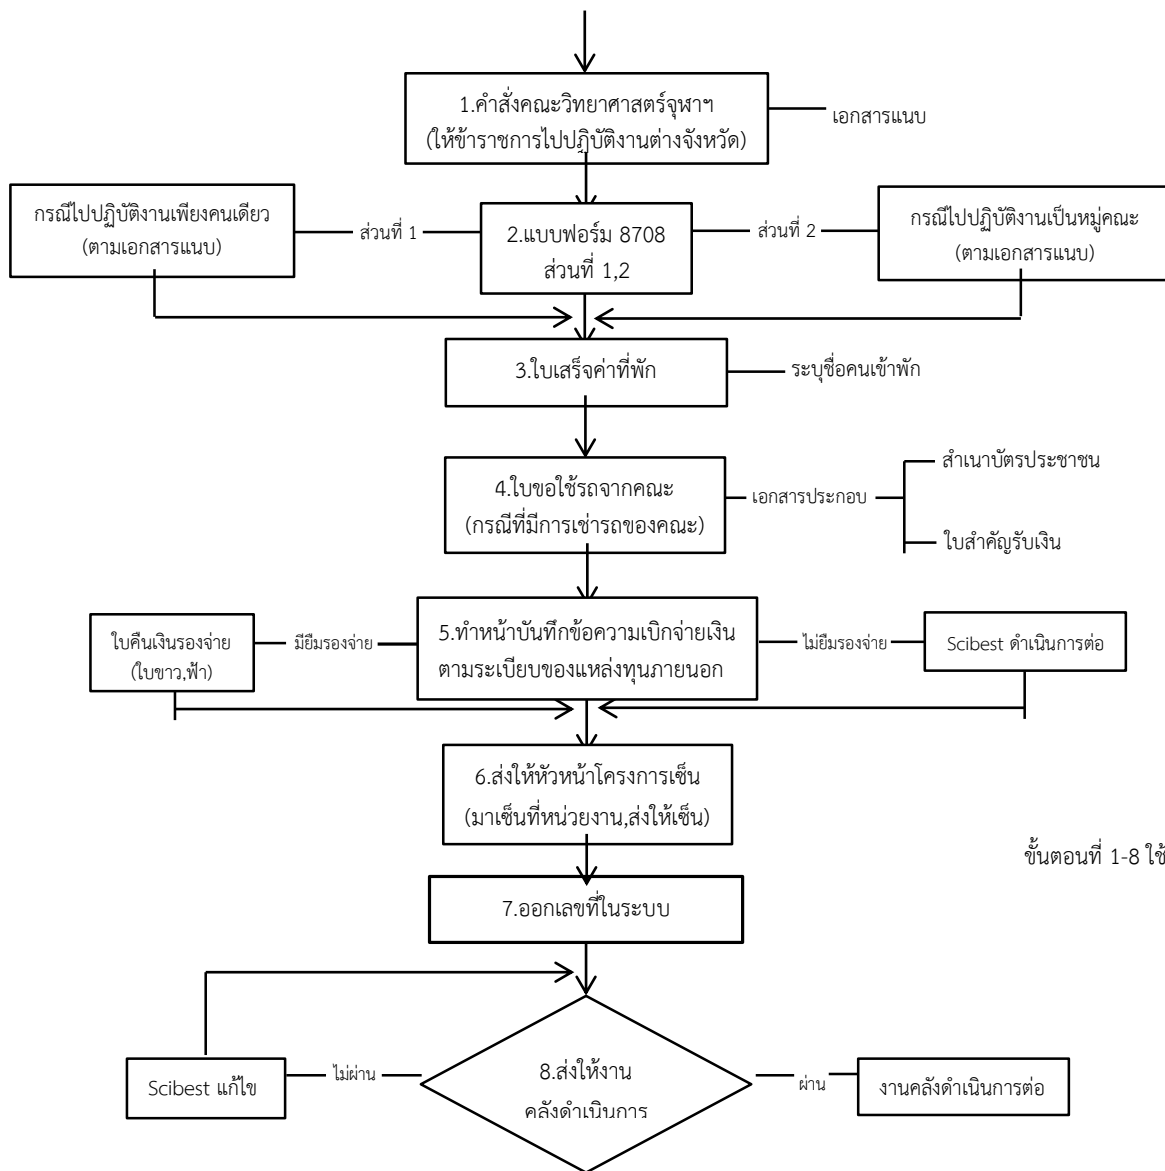 1.คำสั่งคณะวิทยาศาสตร์จุฬาฯ
(ให้ข้าราชการไปปฏิบัติงานต่างจังหวัด)
เอกสารแนบ
กรณีไปปฏิบัติงานเพียงคนเดียว
(ตามเอกสารแนบ)
ส่วนที่ 1
2.แบบฟอร์ม 8708
ส่วนที่ 1,2
ส่วนที่ 2
กรณีไปปฏิบัติงานเป็นหมู่คณะ
(ตามเอกสารแนบ)
3.ใบเสร็จค่าที่พัก
ระบุชื่อคนเข้าพัก
4.ใบขอใช้รถจากคณะ
(กรณีที่มีการเช่ารถของคณะ)
เอกสารประกอบ
สำเนาบัตรประชาชน
ใบสำคัญรับเงิน
ใบคืนเงินรองจ่าย
(ใบขาว,ฟ้า)
มียืมรองจ่าย
5.ทำหน้าบันทึกข้อความเบิกจ่ายเงิน
ตามระเบียบของแหล่งทุนภายนอก
ไม่ยืมรองจ่าย
Scibest ดำเนินการต่อ
6.ส่งให้หัวหน้าโครงการเซ็น
(มาเซ็นที่หน่วยงาน,ส่งให้เซ็น)
ขั้นตอนที่ 1-8 ใช้
7.ออกเลขที่ในระบบ
Scibest แก้ไข
ไม่ผ่าน
8.ส่งให้งาน
คลังดำเนินการ
ผ่าน
งานคลังดำเนินการต่อ